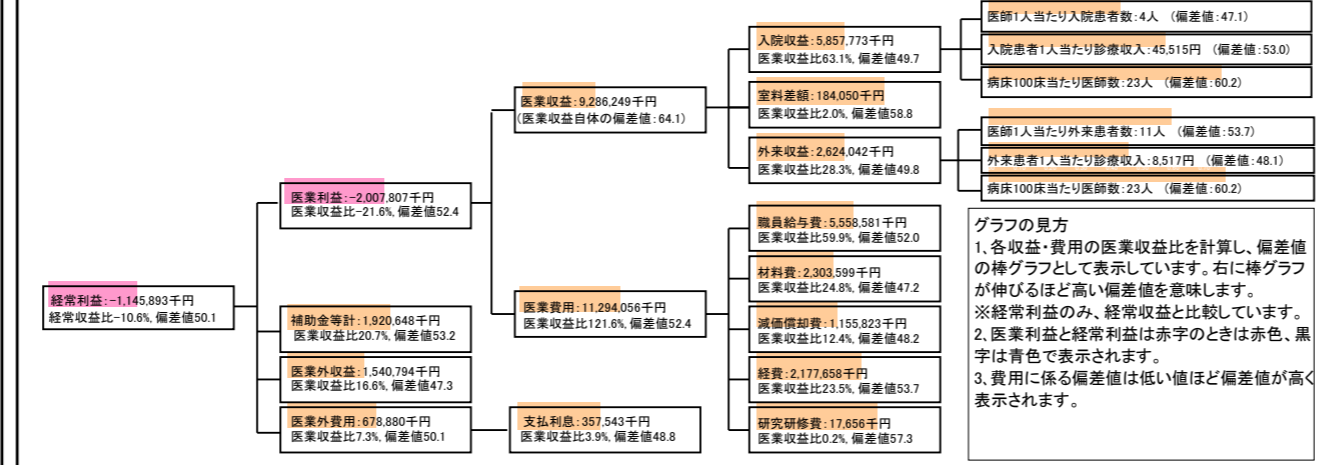 経常利益:-1,145,893千円
経常収益比-10.6%, 偏差値50.1
医業利益:-2,007,807千円
医業収益比-21.6%, 偏差値52.4
補助金等計:1,920,648千円
医業収益比20.7%, 偏差値53.2
医業外収益:1,540,794千円
医業収益比16.6%, 偏差値47.3
医業外費用:678,880千円
医業収益比7.3%, 偏差値50.1
医業収益:9,286,249千円
(医業収益自体の偏差値:64.1)
医業費用:11,294,056千円
医業収益比121.6%, 偏差値52.4
支払利息:357,543千円
医業収益比3.9%, 偏差値48.8
入院収益:5,857,773千円
医業収益比63.1%, 偏差値49.7
室料差額:184,050千円
医業収益比2.0%, 偏差値58.8
外来収益:2,624,042千円
医業収益比28.3%, 偏差値49.8
職員給与費:5,558,581千円
医業収益比59.9%, 偏差値52.0
材料費:2,303,599千円
医業収益比24.8%, 偏差値47.2
減価償却費:1,155,823千円
医業収益比12.4%, 偏差値48.2
経費:2,177,658千円
医業収益比23.5%, 偏差値53.7
研究研修費:17,656千円
医業収益比0.2%, 偏差値57.3
医師1人当たり入院患者数:4人 (偏差値:47.1)
入院患者1人当たり診療収入:45,515円 (偏差値:53.0)
病床100床当たり医師数:23人 (偏差値:60.2)
医師1人当たり外来患者数:11人 (偏差値:53.7)
外来患者1人当たり診療収入:8,517円 (偏差値:48.1)
病床100床当たり医師数:23人 (偏差値:60.2)
グラフの見方
1、各収益・費用の医業収益比を計算し、偏差値
の棒グラフとして表示しています。右に棒グラフ
が伸びるほど高い偏差値を意味します。
※経常利益のみ、経常収益と比較しています。
2、医業利益と経常利益は赤字のときは赤色、黒
字は青色で表示されます。
3、費用に係る偏差値は低い値ほど偏差値が高く
表示されます。